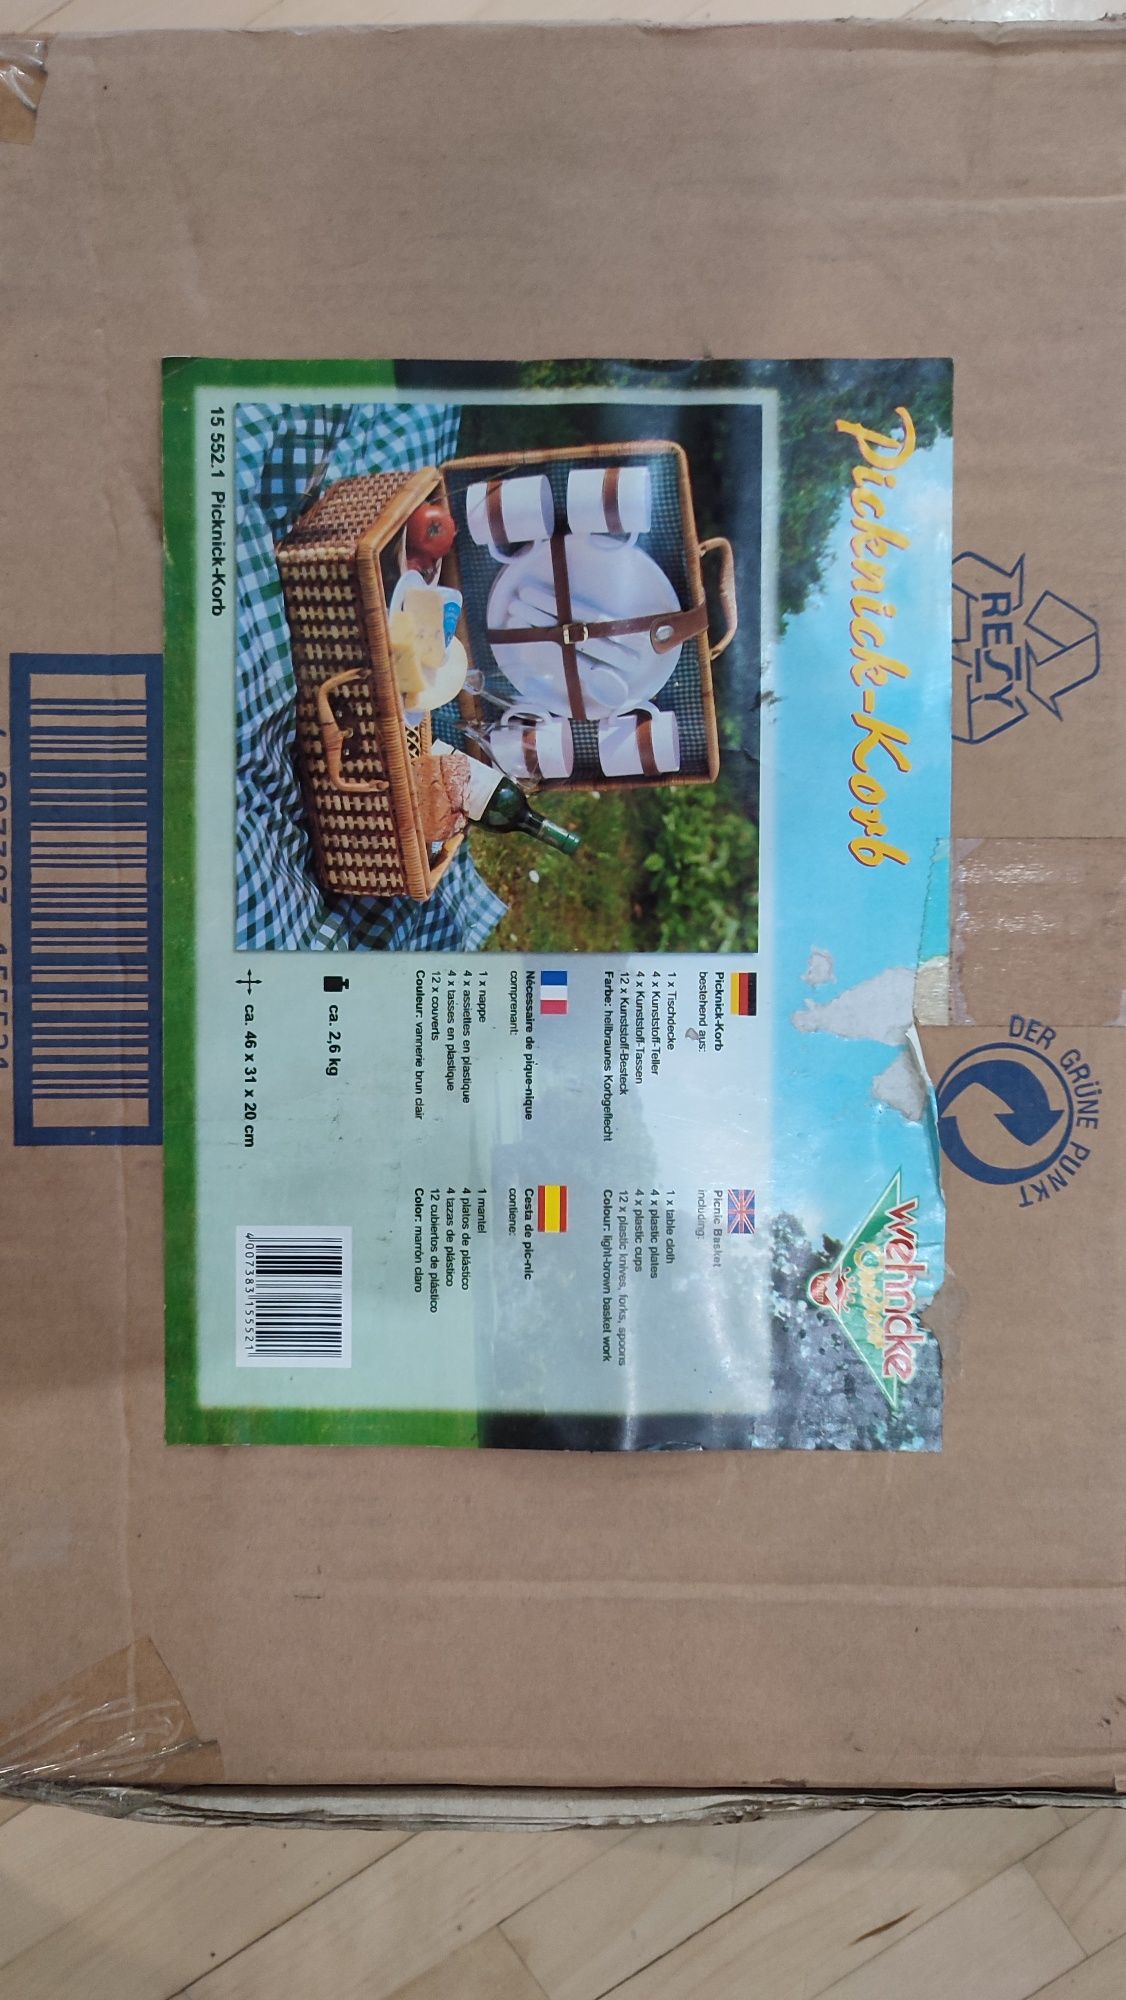 RESY
DER GRÜNE PUNKT
Picknick-Korb
wehncke
15 552.1 Picknick-Korb
Picknick-Korb
bestehend aus:
1 x Tischdecke
4 x Kunststoff-Teller
4 x Kunststoff-Tassen
12 x Kunststoff-Besteck
Farbe: hellbraunes Korbgeflecht
Picnic Basket
including:
1 x table cloth
4 x plastic plates
4 x plastic cups
12 x plastic knives, forks, spoons
Colour: light-brown basket work
Nécessaire de pique-nique
comprenant:
1 x nappe
4 x assiettes en plastique
4 x tasses en plastique
12 x couverts
Couleur: vannerie brun clair
Cesta de pic-nic
contiene:
1 mantel
4 platos de plástico
4 tazas de plástico
12 cubiertos de plástico
Color: marrón claro
ca. 2,6 kg
ca. 46 x 31 x 20 cm
4 007383 155521